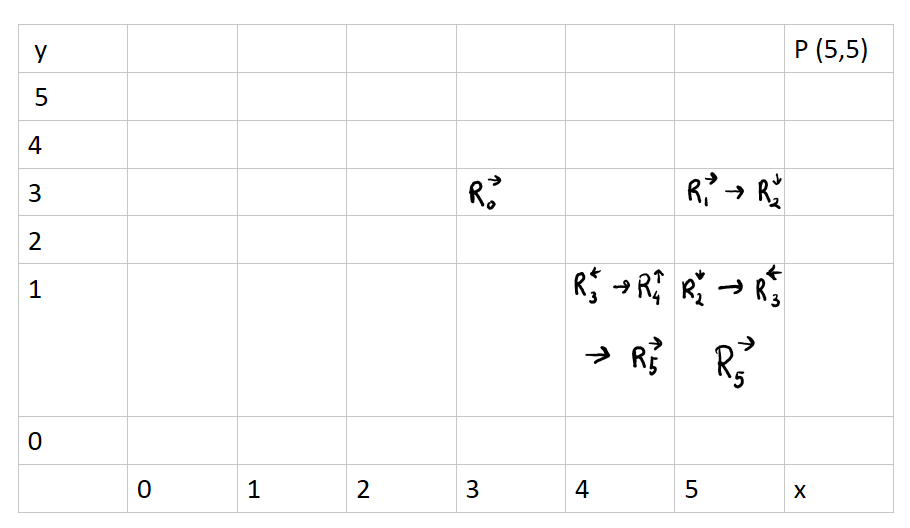 y P (5,5)
5
4
3 R₀→ R₁→ → R₂↓
2
1 R₃← → R₄↑ R₂↓ → R₃←
→ R₅→ R₅→
0
0 1 2 3 4 5 x